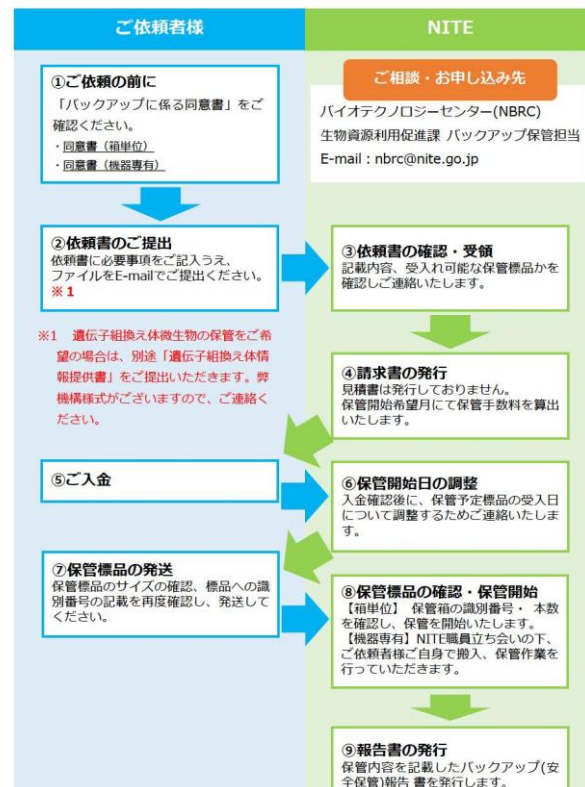 ご依頼者様
NITE
①ご依頼の前に
「バックアップに係る同意書」をご
確認ください。
・同意書（箱単位）
・同意書（機器専有）
ご相談・お申し込み先
バイオテクノロジーセンター(NBRC)
生物資源利用促進課 バックアップ保管担当
E-mail：nbrc@nite.go.jp
②依頼書のご提出
依頼書に必要事項をご記入うえ、
ファイルをE-mailでご提出ください。
※１
③依頼書の確認・受領
記載内容、受入れ可能な保管標品かを
確認しご連絡いたします。
※1　遺伝子組換え体微生物の保管をご希
望の場合は、別途「遺伝子組換え体情
報提供書」をご提出いただきます。弊
機構様式がございますので、ご連絡く
ださい。
④請求書の発行
見積書は発行しておりません。
保管開始希望月にて保管手数料を算出
いたします。
⑤ご入金
⑥保管開始日の調整
入金確認後に、保管予定標品の受入日
について調整するためご連絡いたしま
す。
⑦保管標品の発送
保管標品のサイズの確認、標品への識
別番号の記載を再度確認し、発送して
ください。
⑧保管標品の確認・保管開始
【箱単位】 保管箱の識別番号・ 本数
を確認し、保管を開始いたします。
【機器専有】NITE職員立ち会いの下、
ご依頼者様ご自身で搬入、保管作業を
行っていただきます。
⑨報告書の発行
保管内容を記載したバックアップ(安
全保管)報告 書を発行します。